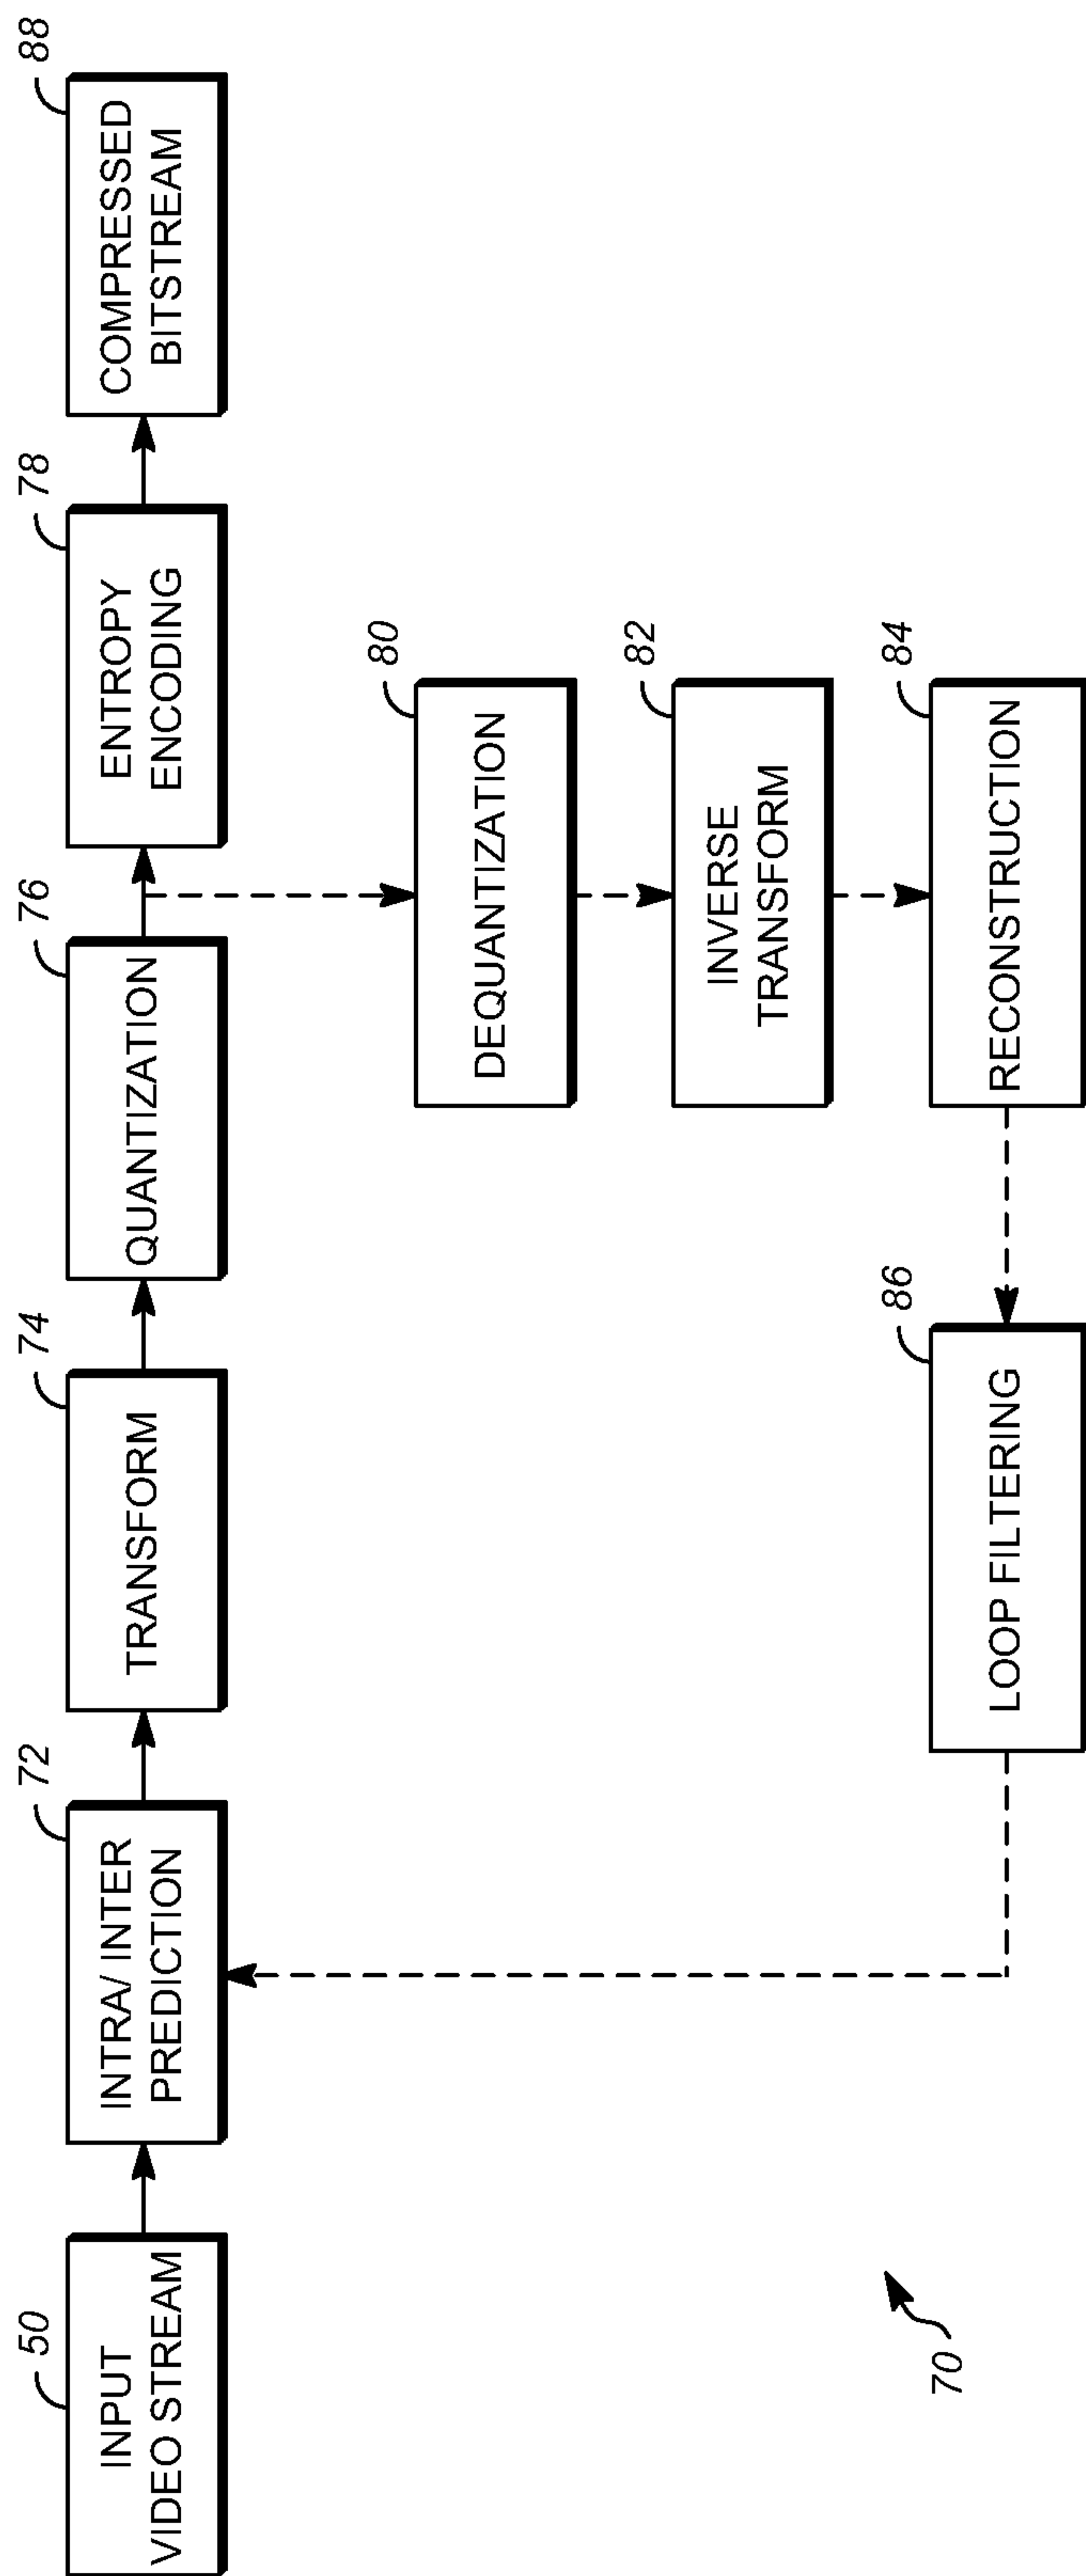 50
INPUT
VIDEO STREAM
72
INTRA/ INTER
PREDICTION
74
TRANSFORM
76
QUANTIZATION
78
ENTROPY
ENCODING
88
COMPRESSED
BITSTREAM
80
DEQUANTIZATION
82
INVERSE
TRANSFORM
84
RECONSTRUCTION
86
LOOP FILTERING
70